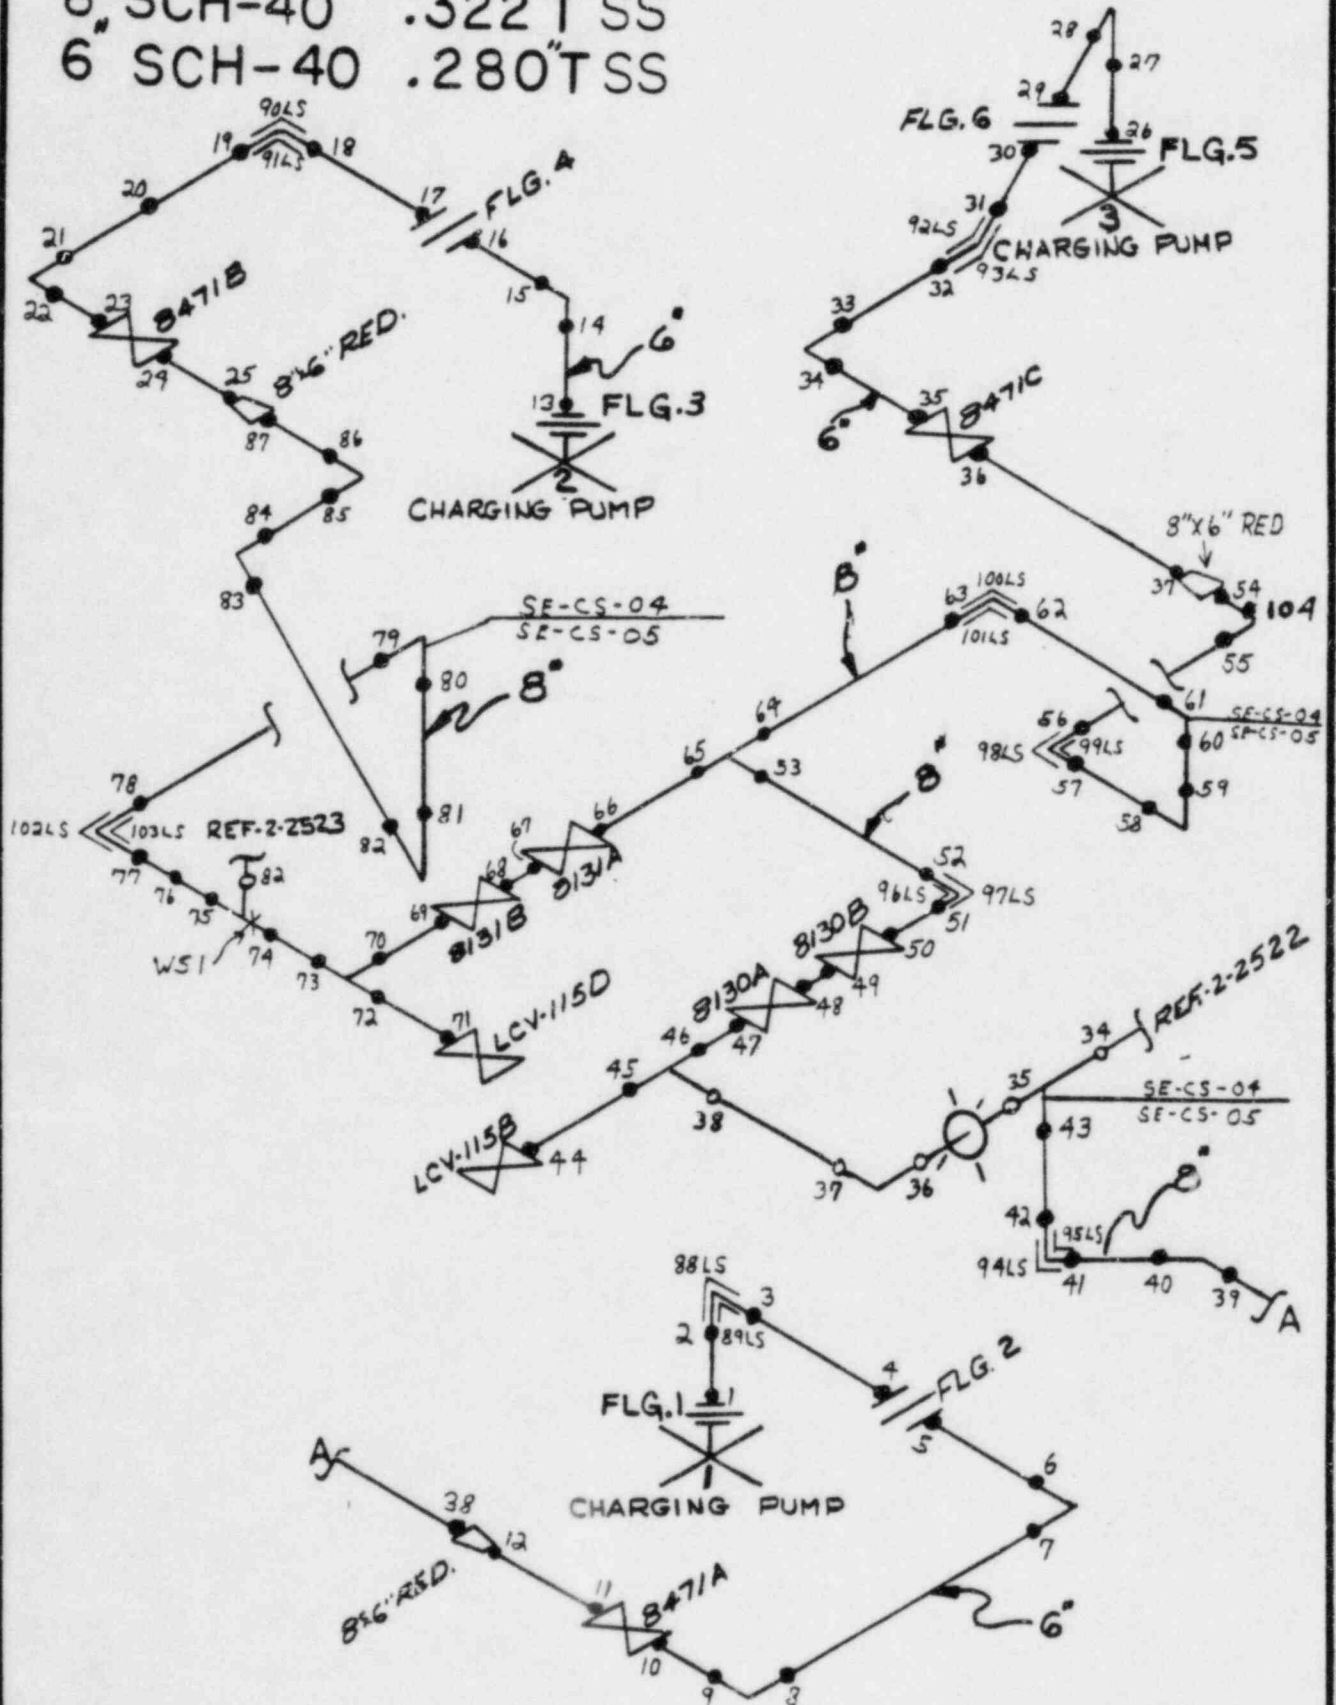 8" SCH-40 .322"T SS
6" SCH-40 .280"T SS
28
27
29
FLG.6
26
30
FLG.5
90LS
19
18
91LS
20
17
FLG.4
16
31
92LS
3
CHARGING PUMP
93LS
32
21
15
22
23
8471B
14
33
6"
24
25
8"x6" RED.
34
35
8471C
13
FLG.3
6"
87
86
36
2
CHARGING PUMP
85
84
8"X6" RED
8"
37
54
104
83
63
100LS
62
101LS
55
SE-CS-04
SE-CS-05
79
80
8"
64
61
56
SE-CS-04
SE-CS-05
98LS
99LS
60
65
53
57
59
78
8"
58
102LS
103LS
REF-2-2523
81
66
82
67
8131A
77
82
76
68
52
75
69
8131B
96LS
97LS
51
8130B
50
W51
74
70
73
49
8130A
48
72
71
LCV-115D
46
47
REF-2-2522
34
45
35
38
SE-CS-04
SE-CS-05
43
LCV-115B
44
37
36
8"
42
95LS
94LS
41
40
39
A
88LS
3
2
89LS
4
FLG.2
FLG.1
1
5
A
1
6
CHARGING PUMP
38
12
7
8"x6" RED.
11
8471A
6"
10
9
8